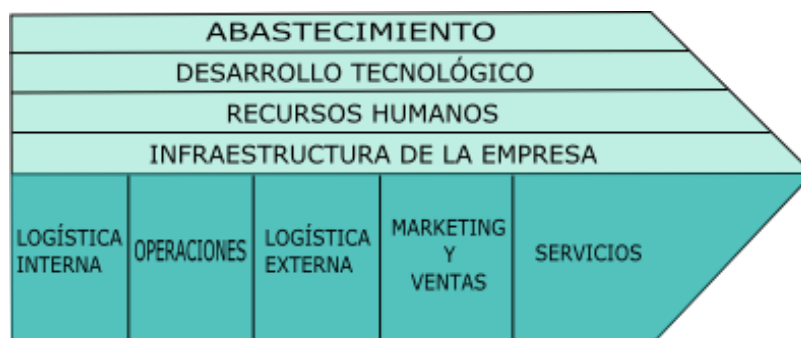 ABASTECIMIENTO
DESARROLLO TECNOLÓGICO
RECURSOS HUMANOS
INFRAESTRUCTURA DE LA EMPRESA
LOGÍSTICA
INTERNA
OPERACIONES
LOGÍSTICA
EXTERNA
MARKETING
Y
VENTAS
SERVICIOS